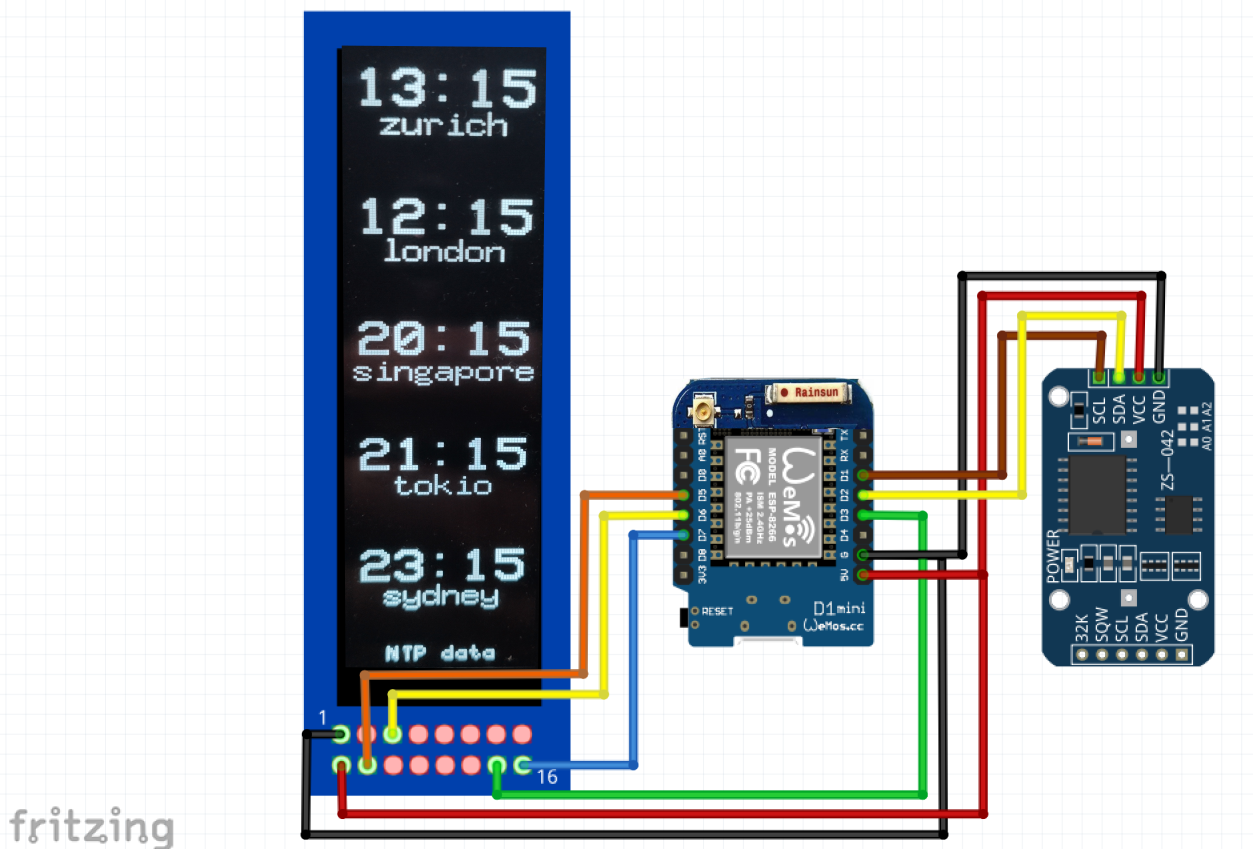 13:15
zurich
12:15
london
20:15
singapore
21:15
tokio
23:15
sydney
NTP data
1
16
Rainsun
RST
A0
D0
D5
D6
D7
D8
3V3
TX
RX
D1
D2
D3
D4
G
5V
WeMos
MODEL ESP-8266
ISM 2.4GHz
PA +25dBm
802.11b/g/n
FC
RESET
D1mini
WeMos.cc
SCL
SDA
VCC
GND
A0 A1 A2
ZS-042
POWER
32K
SQW
SCL
SDA
VCC
GND
fritzing